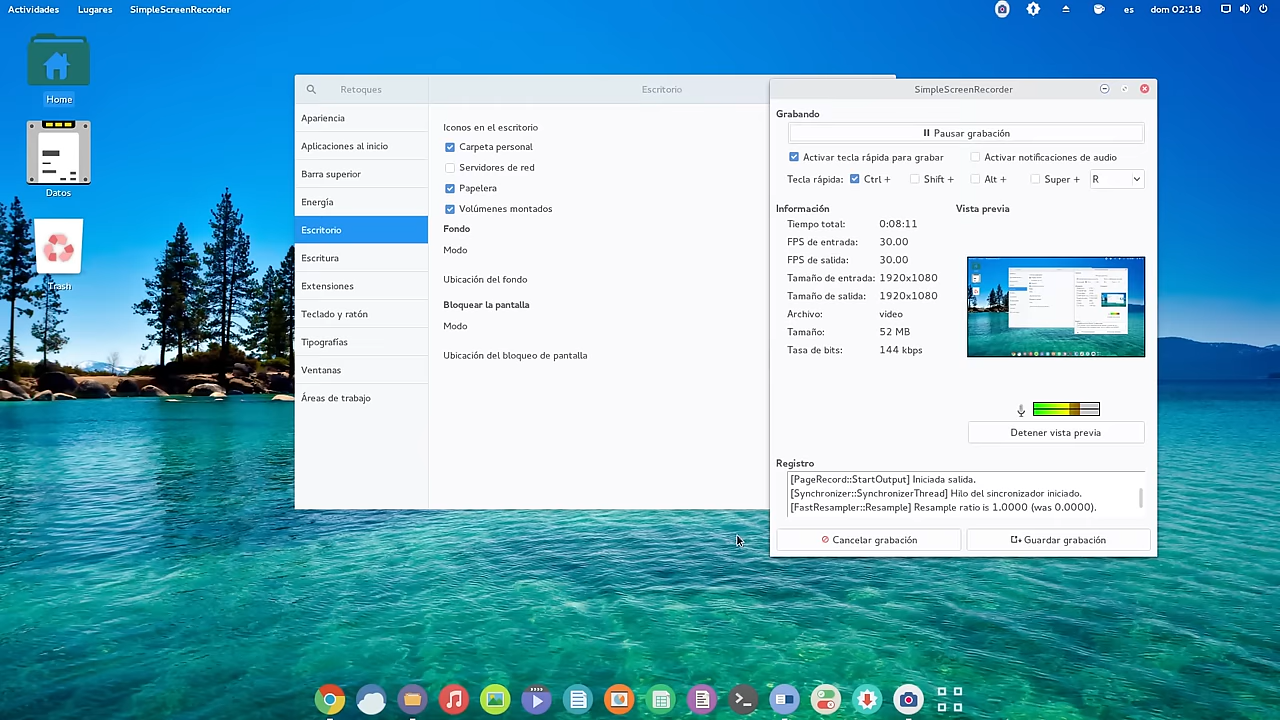 Actividades Lugares SimpleScreenRecorder es dom 02:18
Home
Datos
Trash
Retoques Escritorio
Apariencia
Aplicaciones al inicio
Barra superior
Energía
Escritorio
Escritura
Extensiones
Teclado y ratón
Tipografías
Ventanas
Áreas de trabajo
Iconos en el escritorio
Carpeta personal
Servidores de red
Papelera
Volúmenes montados
Fondo
Modo
Ubicación del fondo
Bloquear la pantalla
Modo
Ubicación del bloqueo de pantalla
SimpleScreenRecorder
Grabando
Pausar grabación
Activar tecla rápida para grabar Activar notificaciones de audio
Tecla rápida: Ctrl + Shift + Alt + Super + R
Información Vista previa
Tiempo total: 0:08:11
FPS de entrada: 30.00
FPS de salida: 30.00
Tamaño de entrada: 1920x1080
Tamaño de salida: 1920x1080
Archivo: video
Tamaño: 52 MB
Tasa de bits: 144 kbps
Detener vista previa
Registro
[PageRecord::StartOutput] Iniciada salida.
[Synchronizer::SynchronizerThread] Hilo del sincronizador iniciado.
[FastResampler::Resample] Resample ratio is 1.0000 (was 0.0000).
Cancelar grabación Guardar grabación